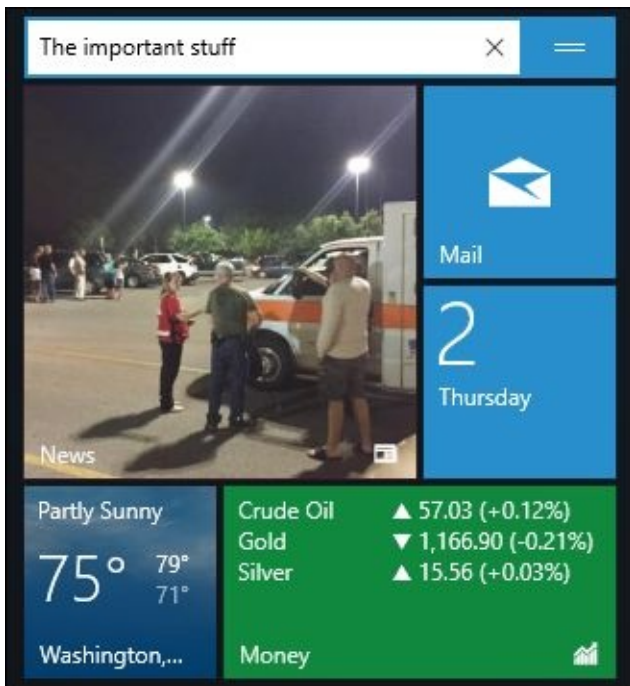 The important stuff
News
Mail
2
Thursday
Partly Sunny
75° 79°
71°
Washington,...
Crude Oil ▲ 57.03 (+0.12%)
Gold ▼ 1,166.90 (-0.21%)
Silver ▲ 15.56 (+0.03%)
Money